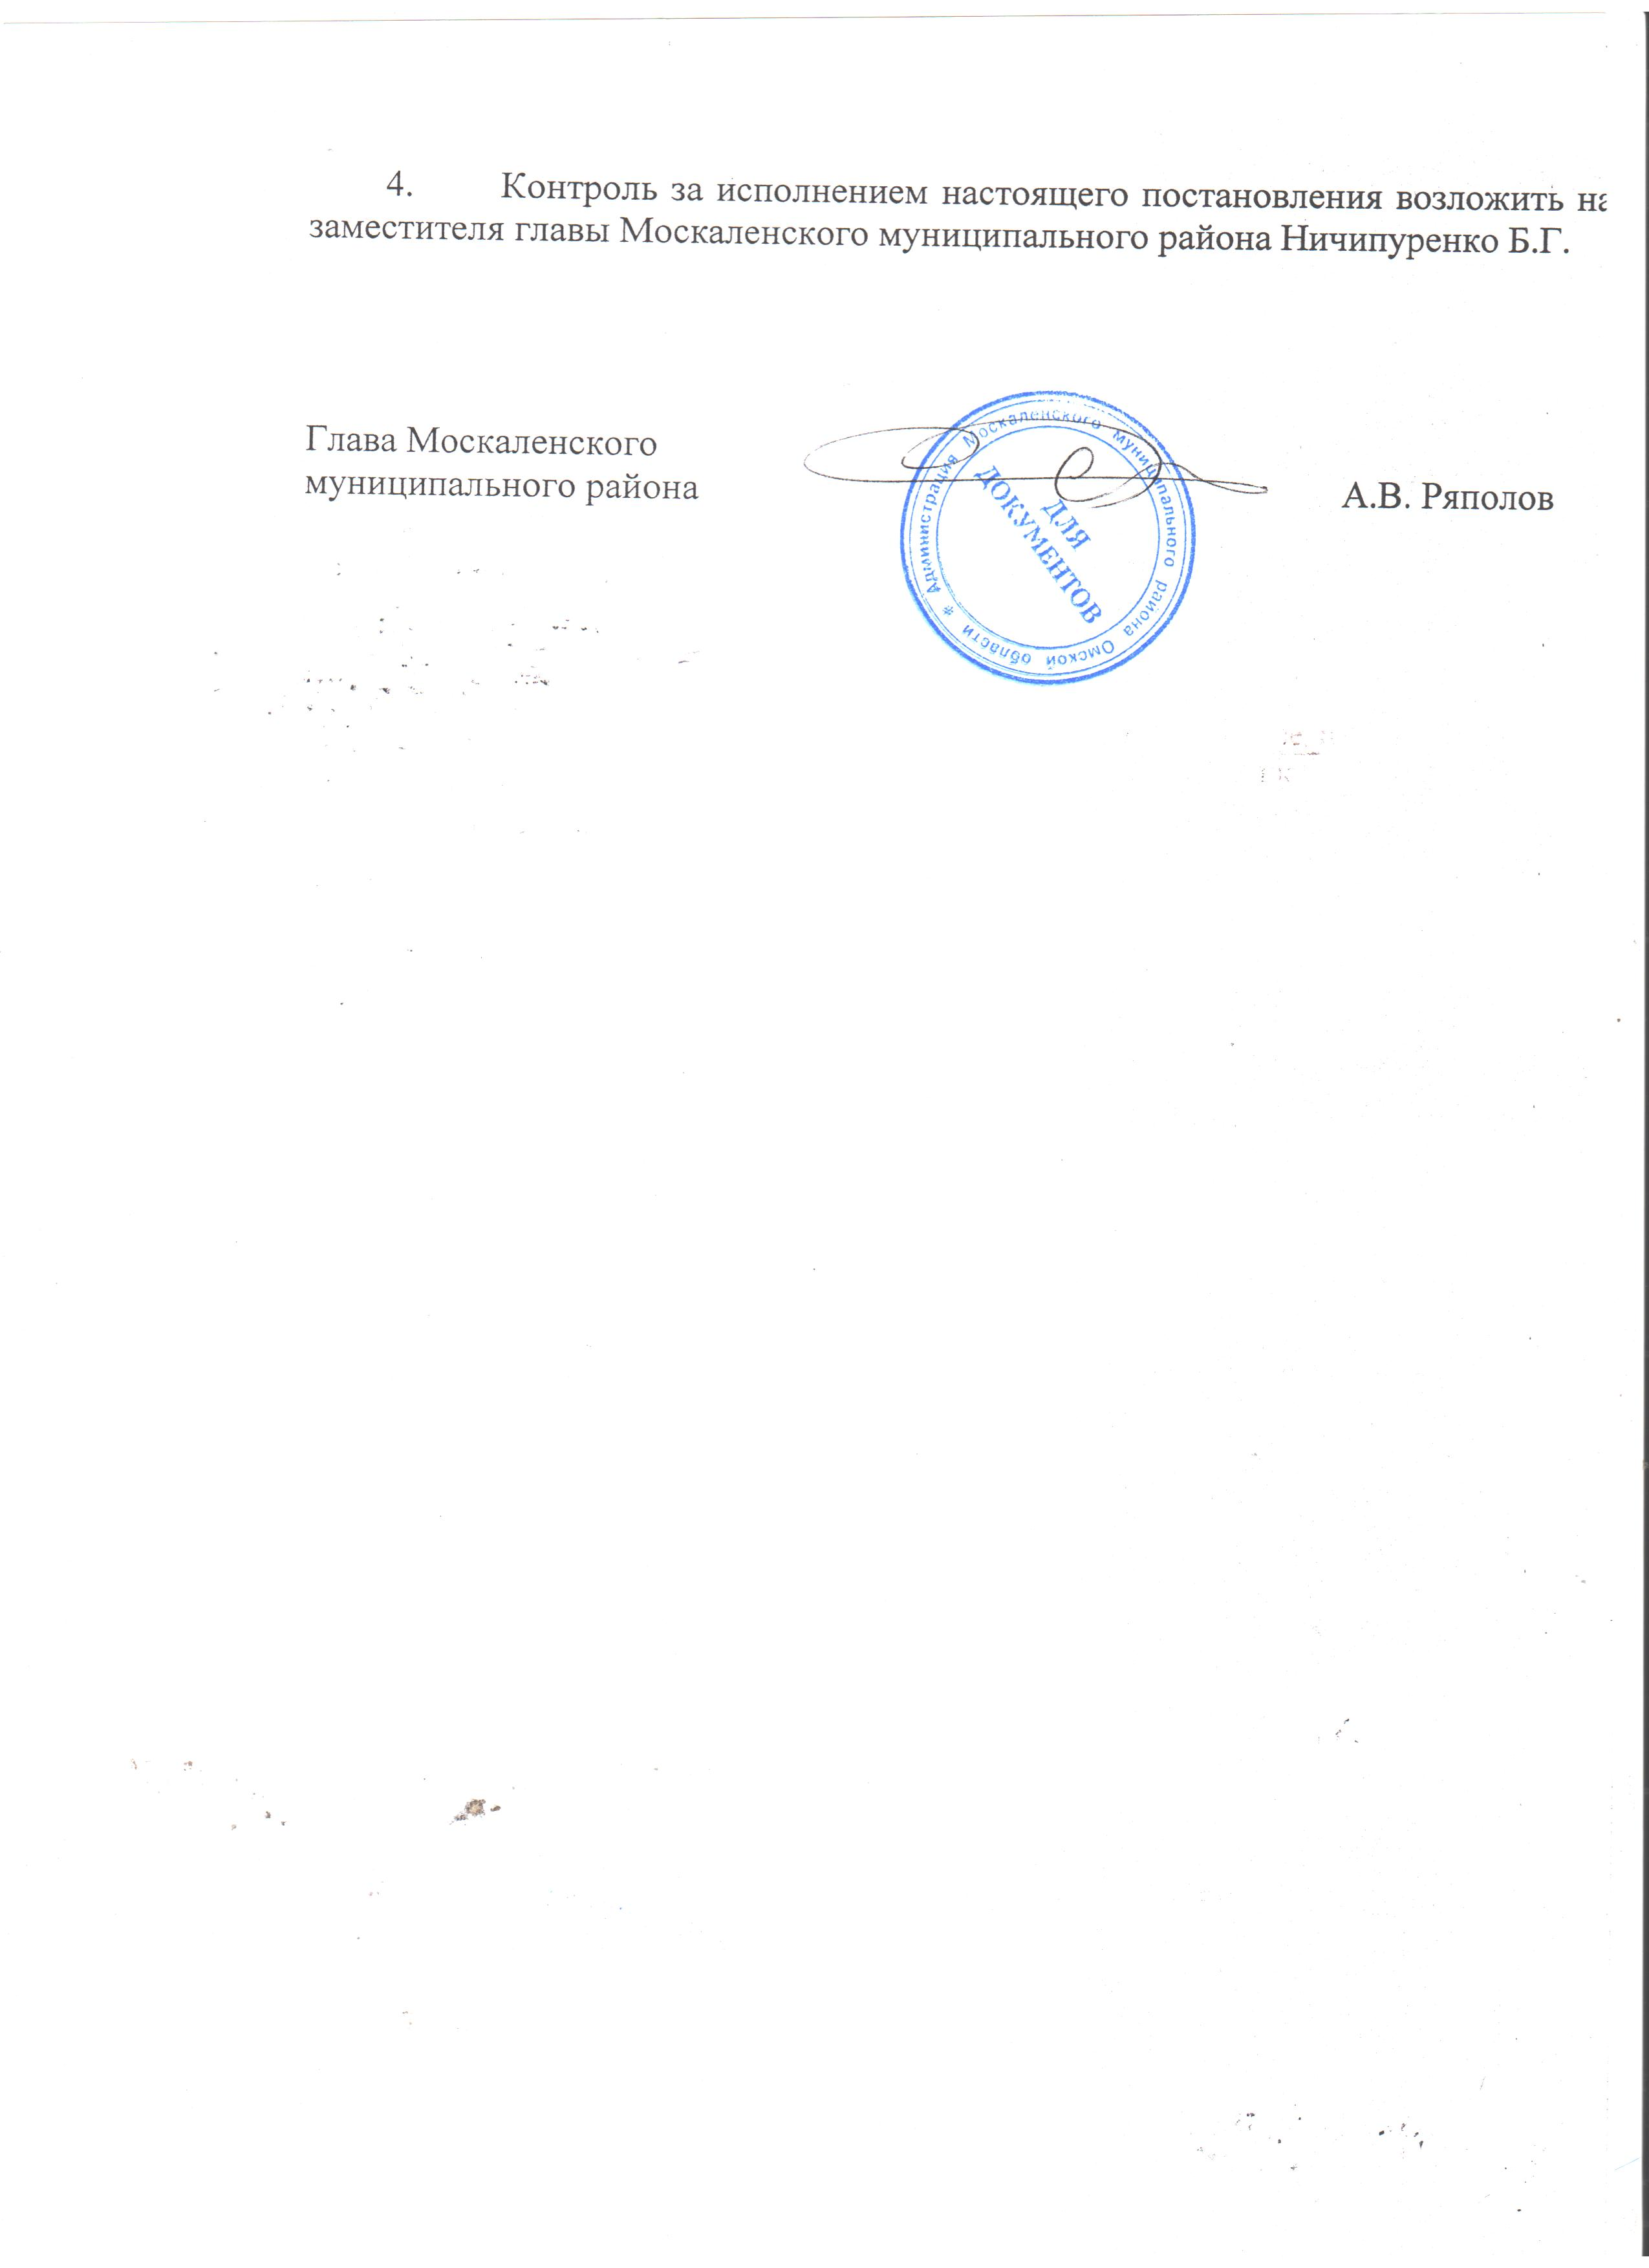 4. Контроль за исполнением настоящего постановления возложить на
заместителя главы Москаленского муниципального района Ничипуренко Б.Г.
Глава Москаленского
муниципального района
А.В. Ряполов
* Администрация Москаленского муниципального района Омской области
ДЛЯ
ДОКУМЕНТОВ